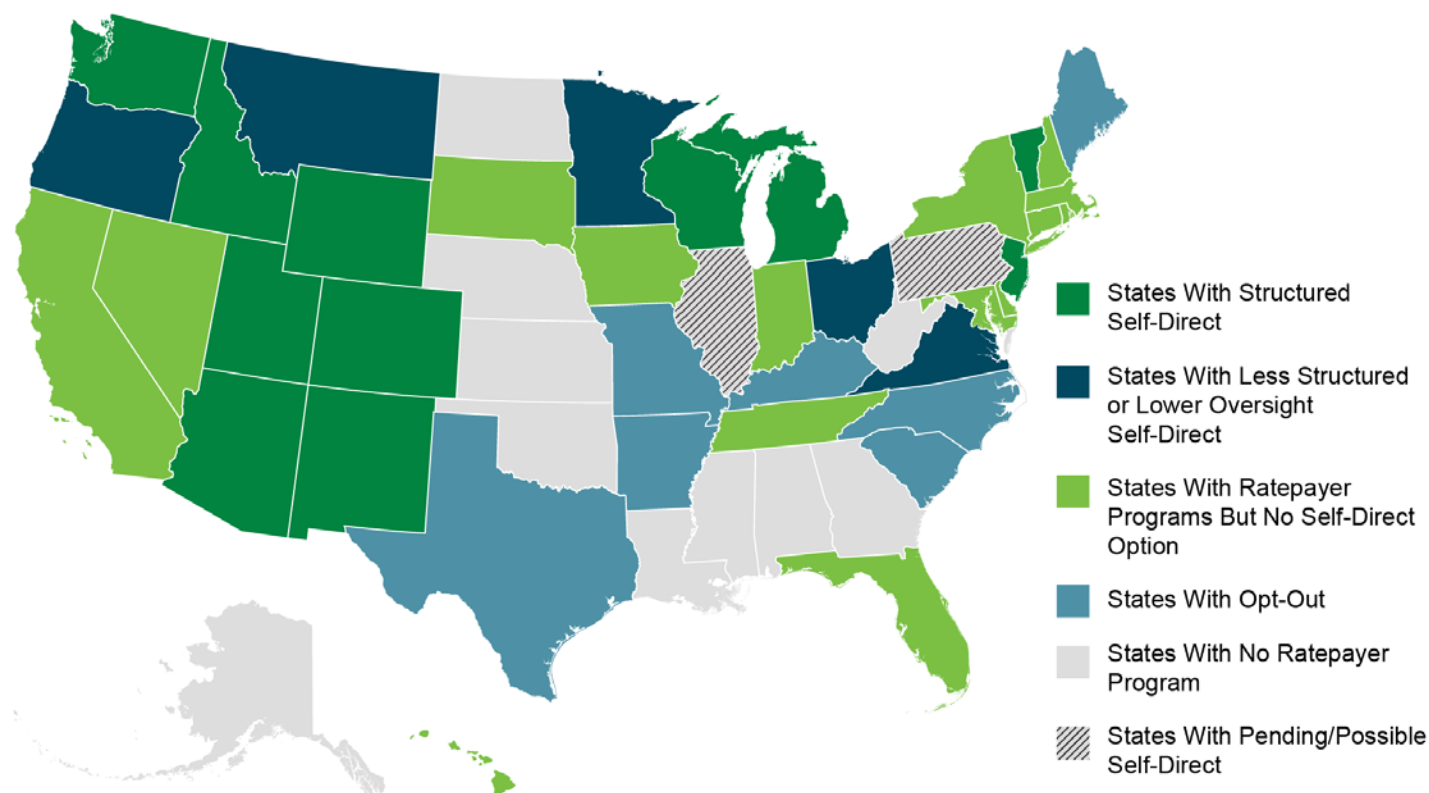 States With Structured
Self-Direct
States With Less Structured
or Lower Oversight
Self-Direct
States With Ratepayer
Programs But No Self-Direct
Option
States With Opt-Out
States With No Ratepayer
Program
States With Pending/Possible
Self-Direct